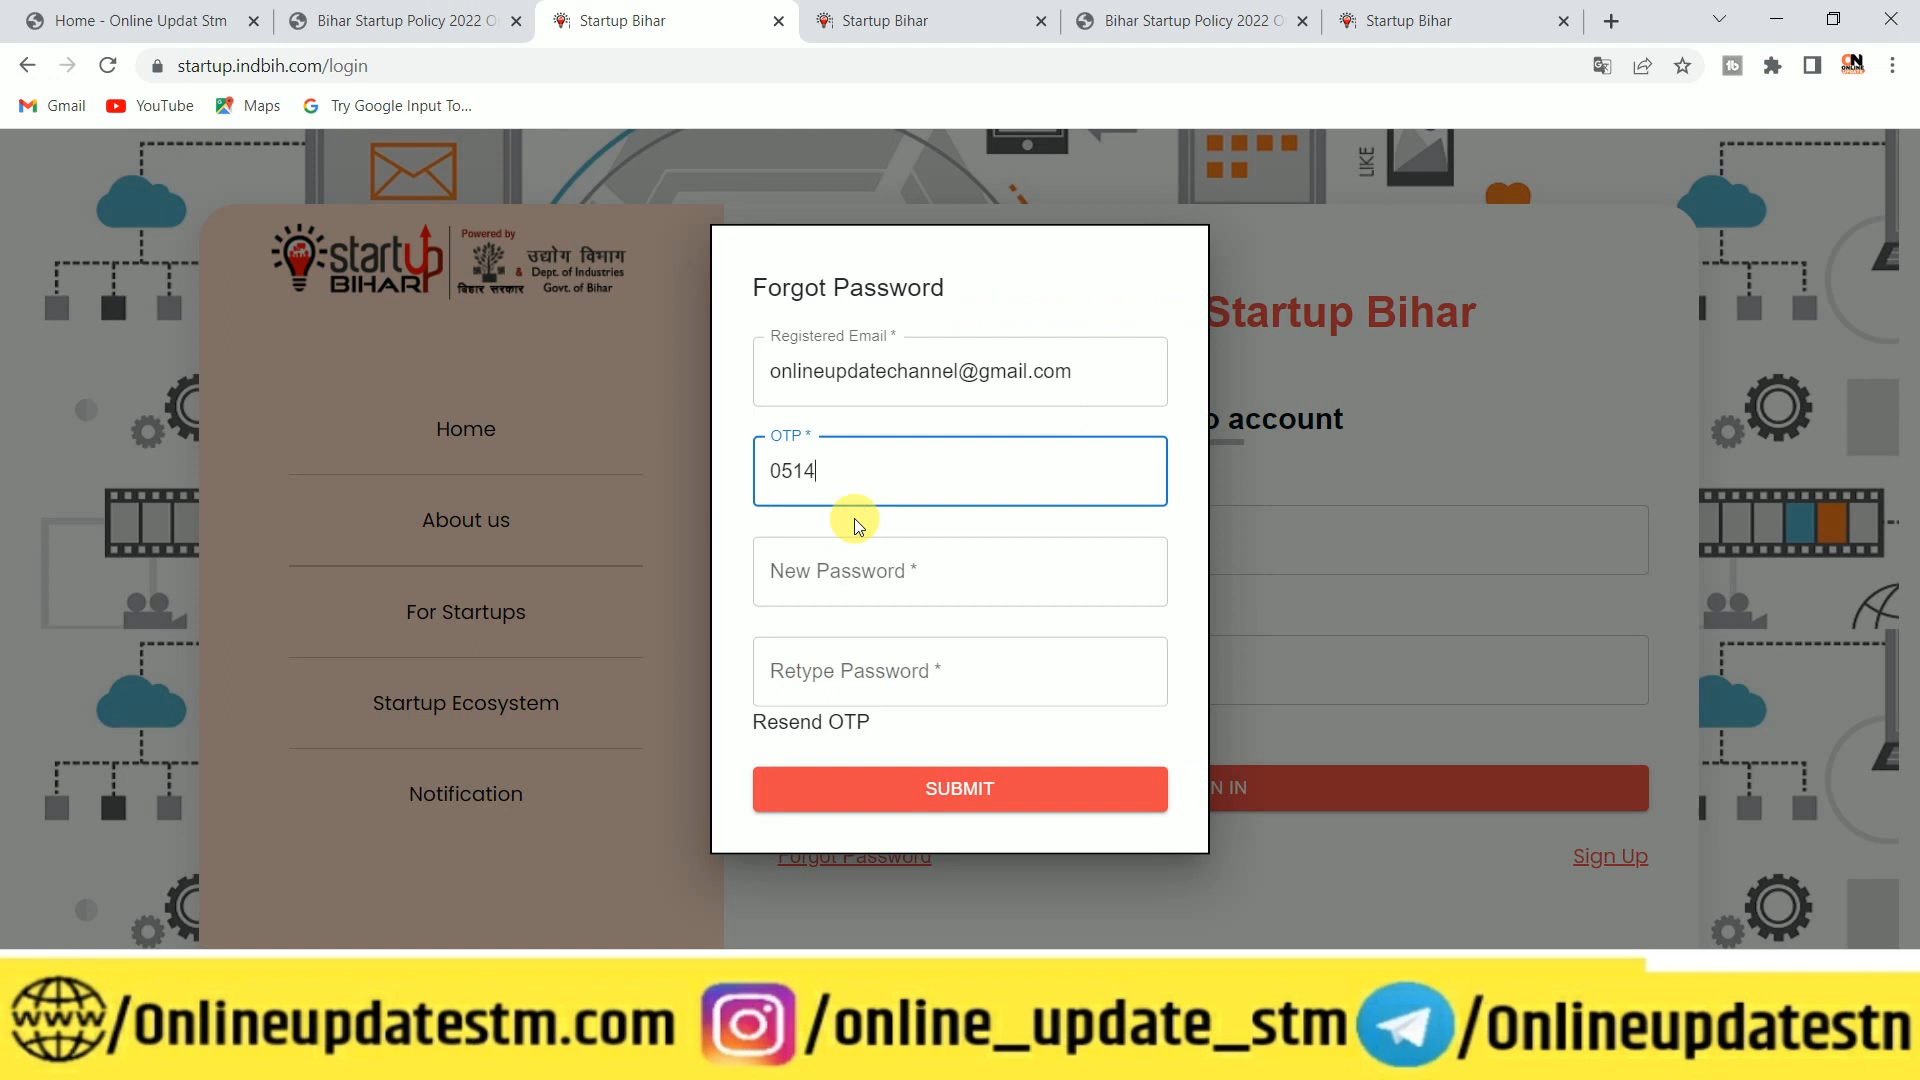 Home - Online Updat Stm
Bihar Startup Policy 2022 O
Startup Bihar
Startup Bihar
Bihar Startup Policy 2022 O
Startup Bihar
startup.indbih.com/login
Gmail
YouTube
Maps
Try Google Input To...
LIKE
startup
BIHAR
Powered by
बिहार सरकार
&
उद्योग विभाग
Dept. of Industries
Govt. of Bihar
Home
About us
For Startups
Startup Ecosystem
Notification
Forgot Password
Registered Email *
onlineupdatechannel@gmail.com
OTP *
0514
New Password *
Retype Password *
Resend OTP
SUBMIT
Startup Bihar
o account
N IN
Forgot Password
Sign Up
www/Onlineupdatestm.com
/online_update_stm
/Onlineupdatestn